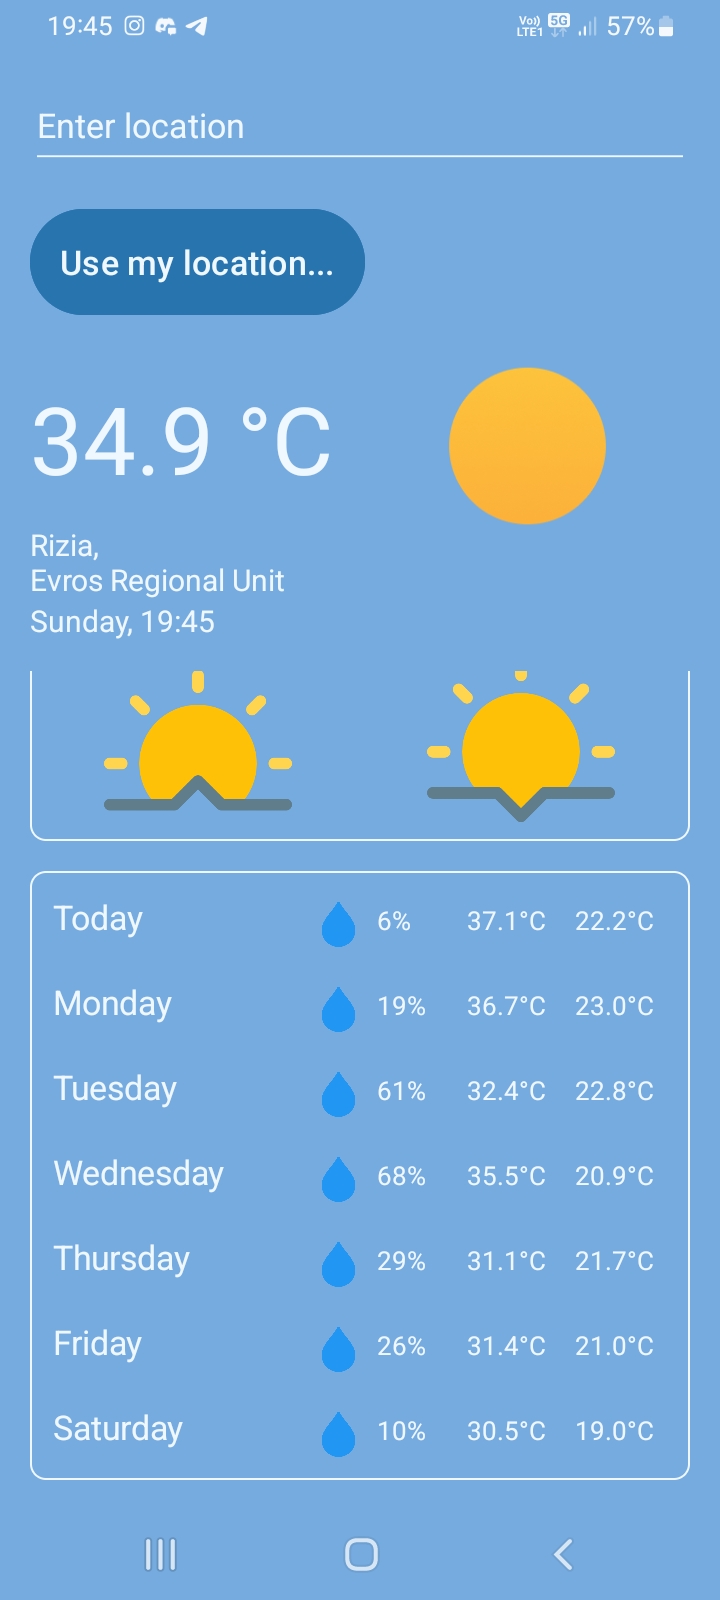 19:45 Vo)) LTE1 5G 57%
Enter location
Use my location...
34.9 °C
Rizia,
Evros Regional Unit
Sunday, 19:45
Today 6% 37.1°C 22.2°C
Monday 19% 36.7°C 23.0°C
Tuesday 61% 32.4°C 22.8°C
Wednesday 68% 35.5°C 20.9°C
Thursday 29% 31.1°C 21.7°C
Friday 26% 31.4°C 21.0°C
Saturday 10% 30.5°C 19.0°C